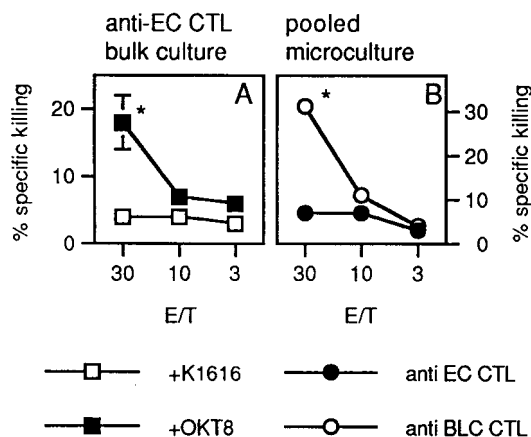 anti-EC CTL
bulk culture
pooled
microculture
A
B
*
*
% specific killing
20
10
0
30
20
10
0
% specific killing
30 10 3
30 10 3
E/T
E/T
+K1616
anti EC CTL
+OKT8
anti BLC CTL